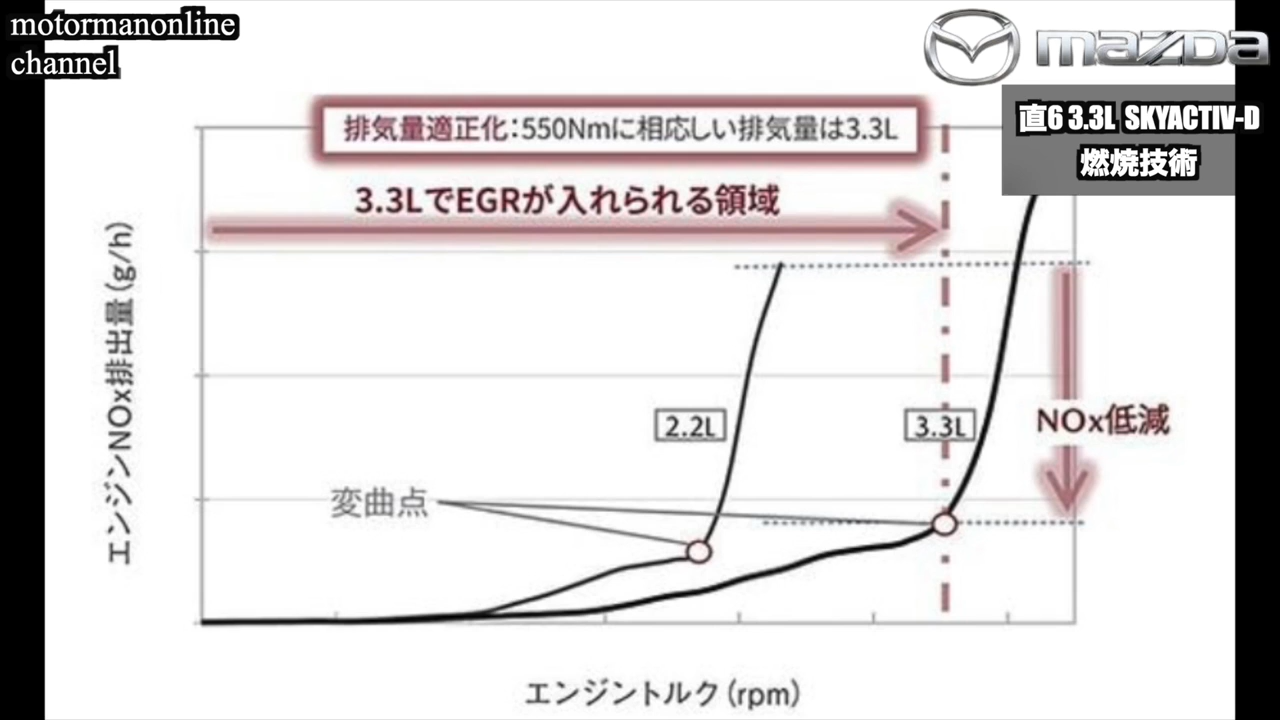 motormanonline
channel
mazda
直6 3.3L SKYACTIV-D
燃焼技術
排気量適正化:550Nmに相応しい排気量は3.3L
3.3LでEGRが入れられる領域
エンジンNOx排出量(g/h)
2.2L
3.3L
NOx低減
変曲点
エンジントルク(rpm)